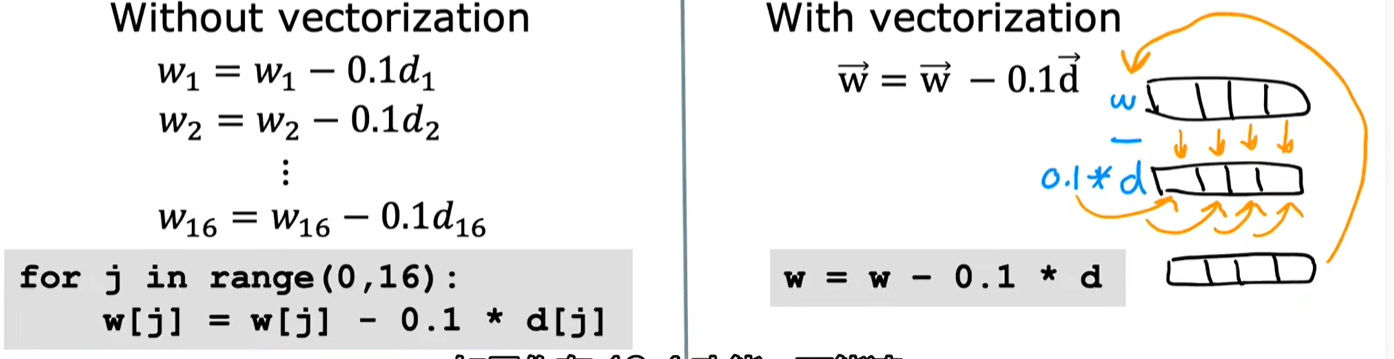 Without vectorization
w₁ = w₁ − 0.1d₁
w₂ = w₂ − 0.1d₂
⋮
w₁₆ = w₁₆ − 0.1d₁₆
for j in range(0,16):
    w[j] = w[j] - 0.1 * d[j]
With vectorization
w⃗ = w⃗ − 0.1d⃗
w = w - 0.1 * d
w
−
0.1 * d